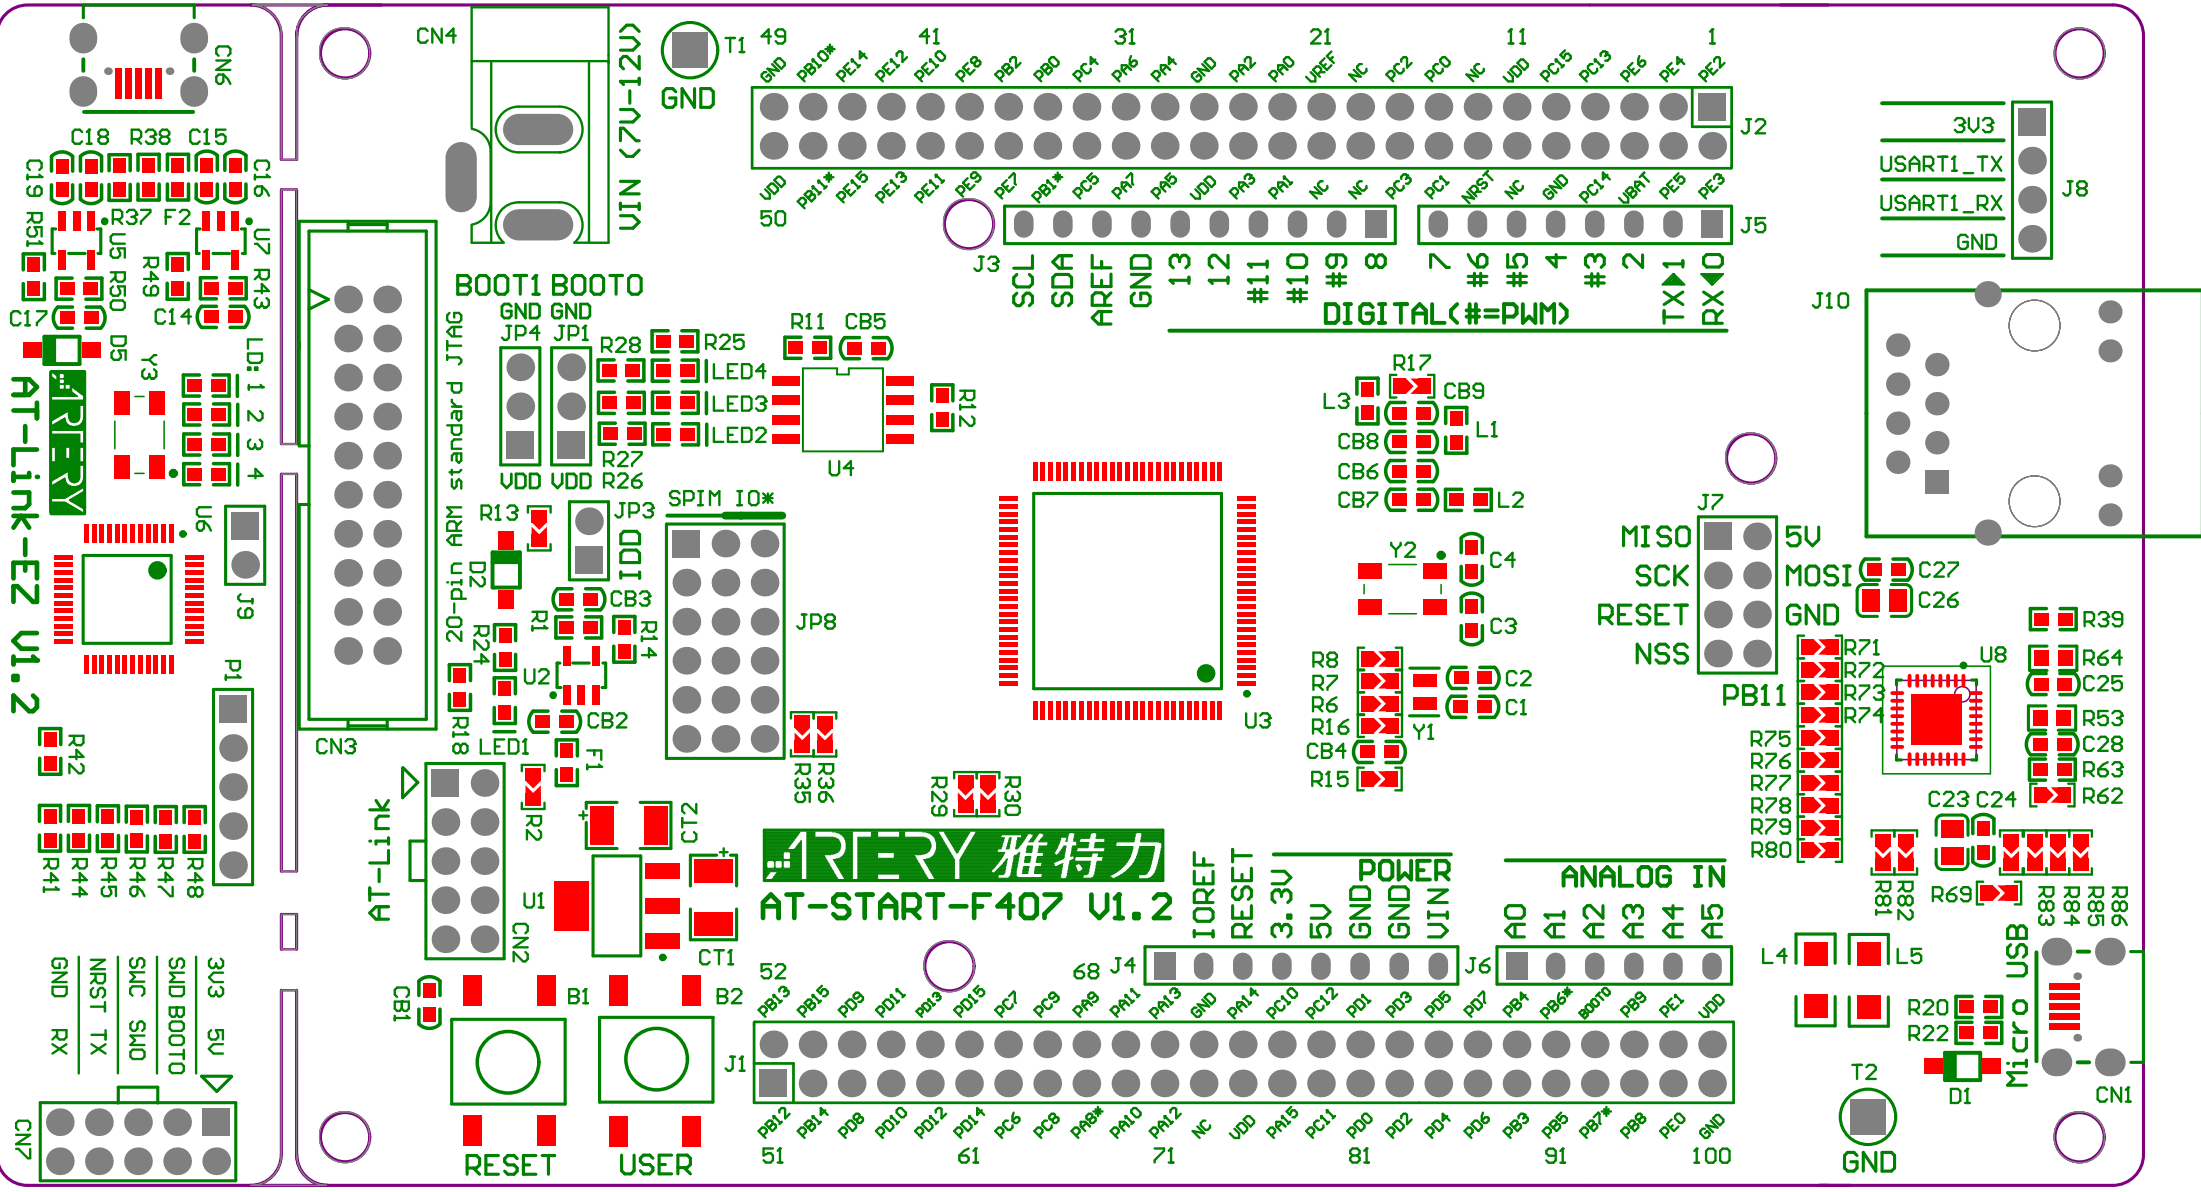 CN6
C18 R38 C15
C19
C16
R37 F2
R51
U5
U7
R50
R49
R43
C17
C14
D5
Y3
LD:
1
2
3
4
ARTERY
AT-Link-EZ V1.2
U6
J9
P1
R42
R41
R44
R45
R46
R47
R48
GND RX
NRST TX
SWC SWO
SWD BOOT0
3V3 5V
CN7
CN4
VIN (7V-12V)
T1
GND
BOOT1 BOOT0
GND GND
JP4 JP1
VDD VDD
20-pin ARM standard JTAG
CN3
R28
R25
LED4
LED3
LED2
R27
R26
R11 CB5
U4
R12
R13
JP3
IDD
SPIM IO*
JP8
D2
R1
CB3
R24
R14
U2
CB2
R18
LED1
F1
R2
AT-Link
CN2
CT2
+
U1
CT1
+
CB1
B1
B2
RESET
USER
R35
R36
R29
R30
ARTERY 雅特力
AT-START-F407 V1.2
49 41 31 21 11 1
GND PB10* PE14 PE12 PE10 PE8 PB2 PB0 PC4 PA6 PA4 GND PA2 PA0 VREF NC PC2 PC0 NC VDD PC15 PC13 PE6 PE4 PE2
J2
VDD PB11* PE15 PE13 PE11 PE9 PE7 PB1* PC5 PA7 PA5 VDD PA3 PA1 NC NC PC3 PC1 NRST NC GND PC14 VBAT PE5 PE3
50
J3
J5
SCL SDA AREF GND 13 12 #11 #10 #9 8 7 #6 #5 4 #3 2 TX▶1 RX◀0
DIGITAL(#=PWM)
R17
L3
CB9
L1
CB8
CB6
CB7
L2
Y2
C4
C3
R8
R7
R6
R16
C2
C1
Y1
CB4
R15
U3
3V3
USART1_TX
USART1_RX
GND
J8
J10
J7
MISO 5V
SCK MOSI
RESET GND
NSS
PB11
C27
C26
R39
R64
C25
R53
C28
R63
R62
U8
R71
R72
R73
R74
R75
R76
R77
R78
R79
R80
C23 C24
R81
R82
R69
R83
R84
R85
R86
L4
L5
R20
R22
D1
Micro USB
CN1
T2
GND
POWER
ANALOG IN
IOREF RESET 3.3V 5V GND GND VIN
A0 A1 A2 A3 A4 A5
J4
J6
52 68
PB13 PB15 PD9 PD11 PD13 PD15 PC7 PC9 PA9 PA11 PA13 GND PA14 PC10 PC12 PD1 PD3 PD5 PD7 PB4 PB6* BOOT0 PB9 PE1 VDD
J1
PB12 PB14 PD8 PD10 PD12 PD14 PC6 PC8 PA8* PA10 PA12 NC VDD PA15 PC11 PD0 PD2 PD4 PD6 PB3 PB5 PB7* PB8 PE0 GND
51 61 71 81 91 100